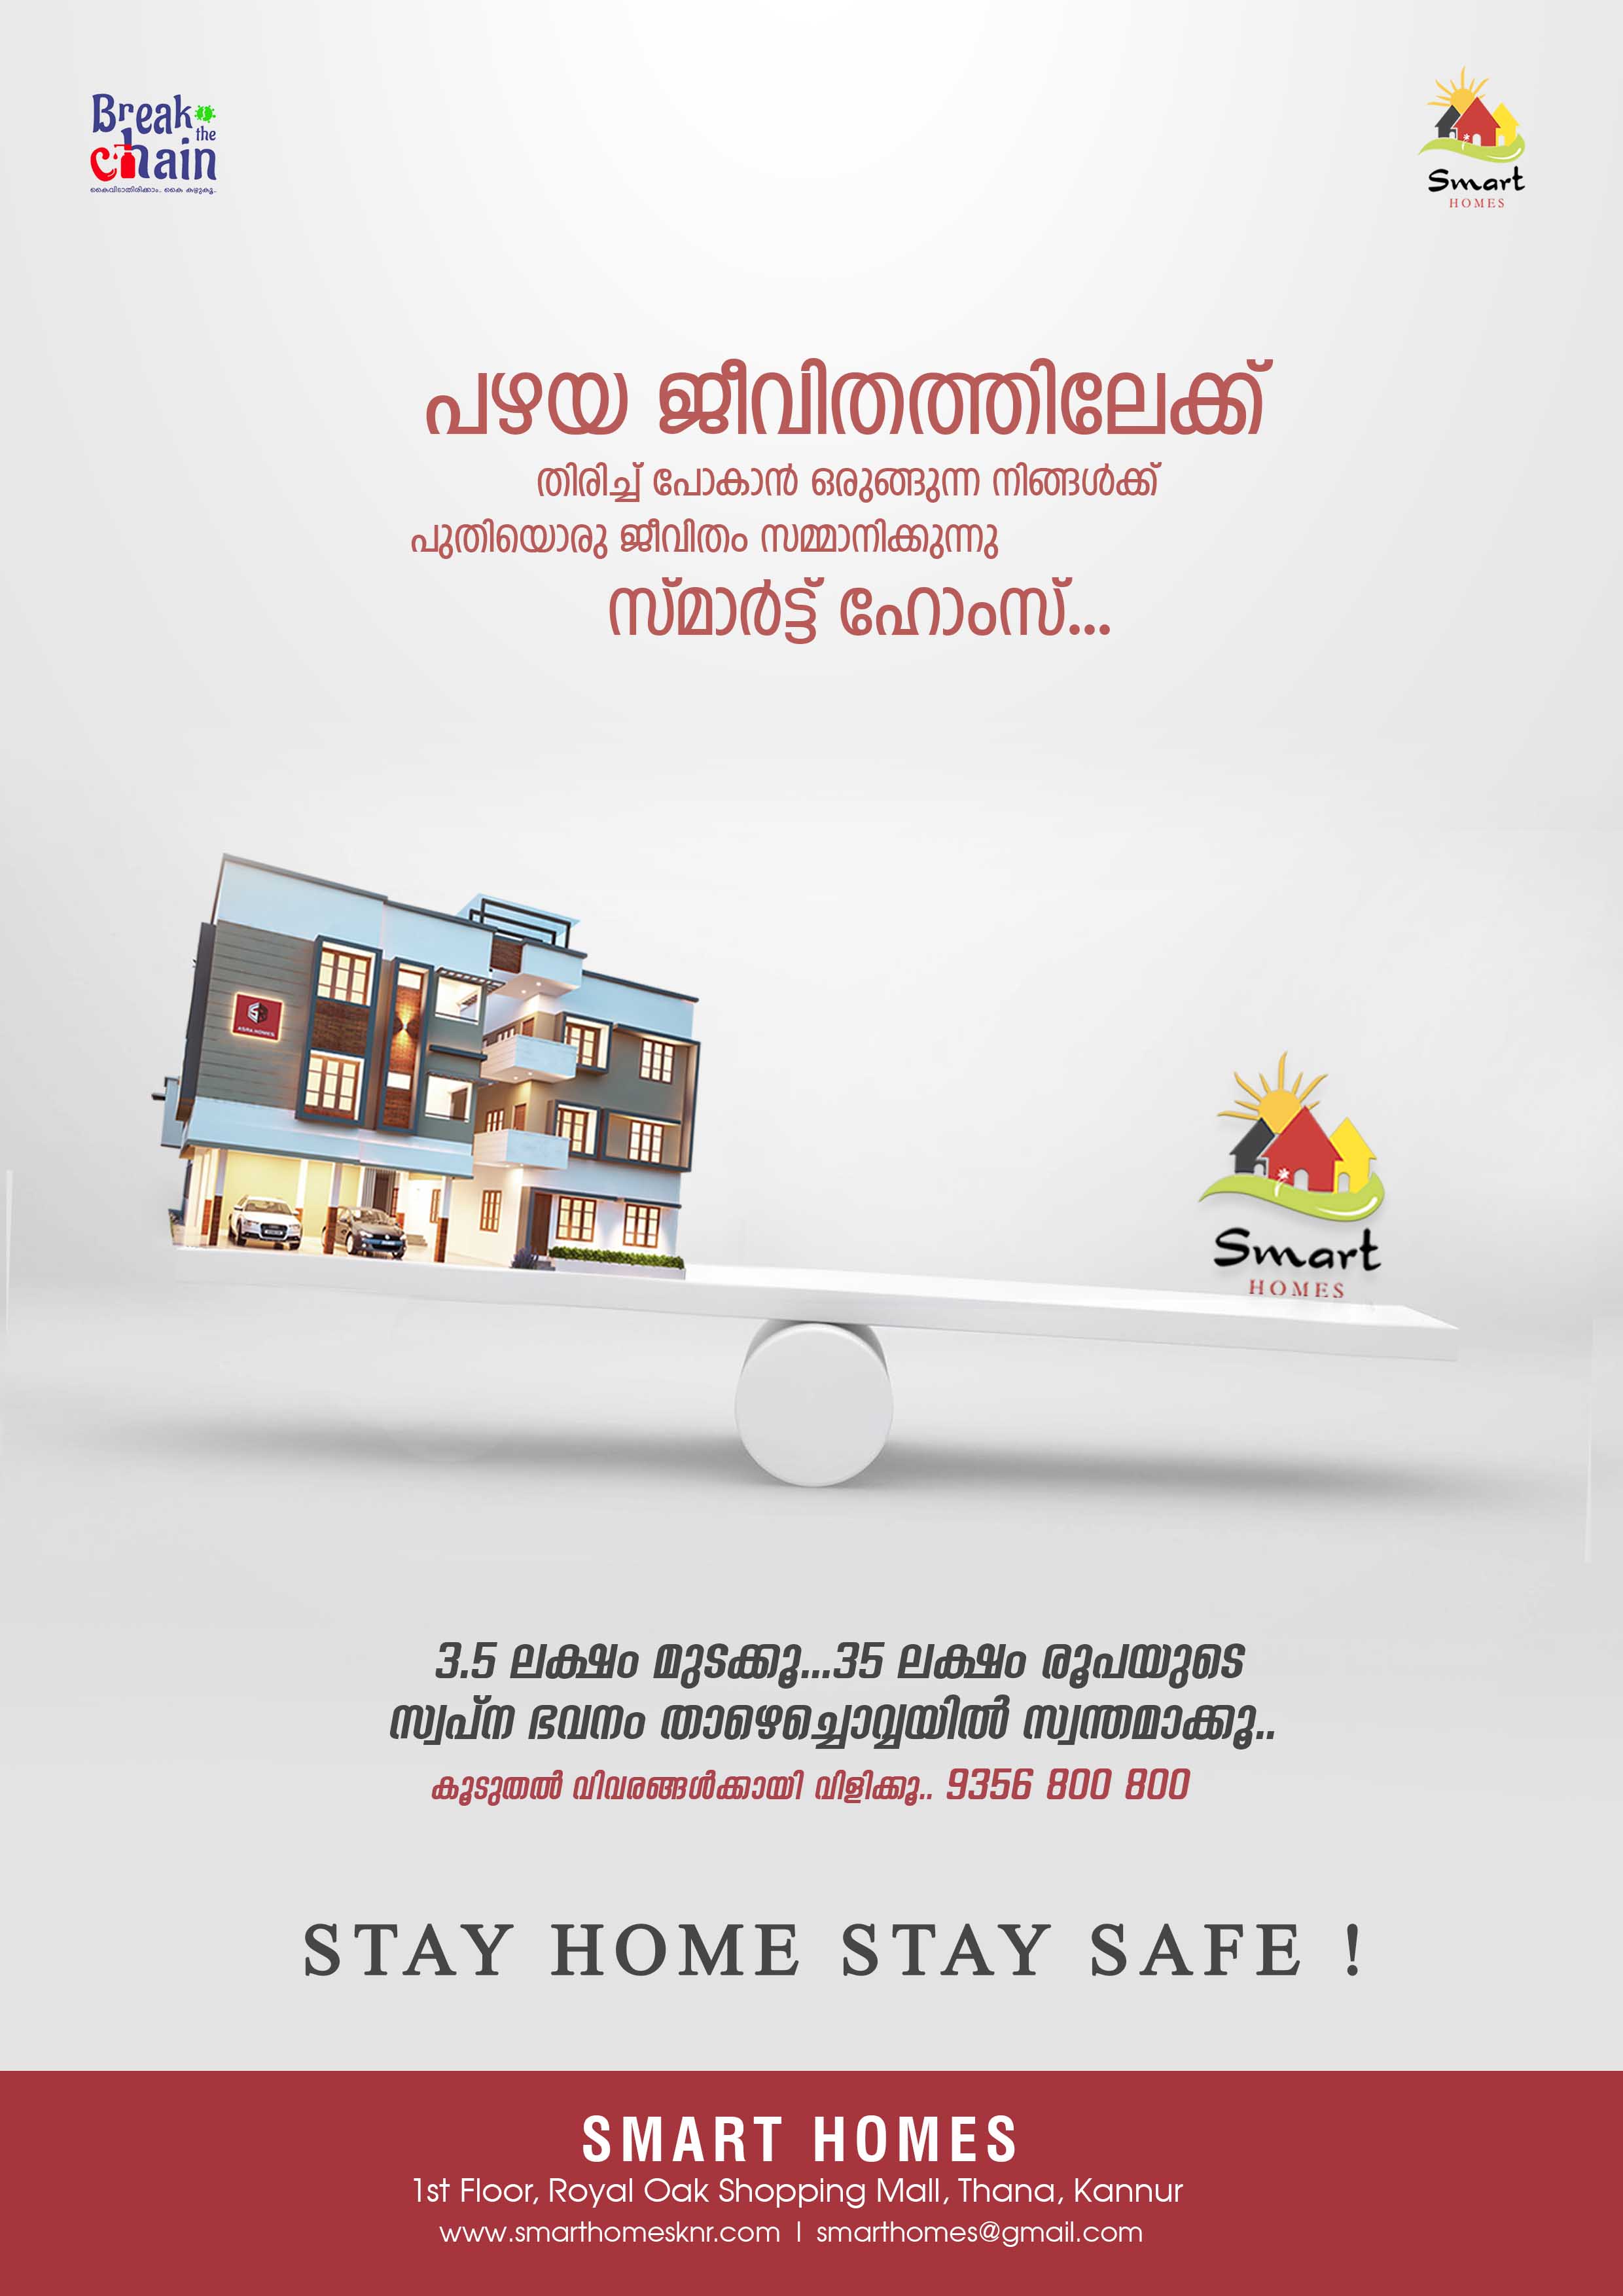 Break
the
chain
കൈവിടാതിരിക്കാം.. കൈ കഴുകൂ..
Smart
HOMES
പഴയ ജീവിതത്തിലേക്ക്
തിരിച്ച് പോകാൻ ഒരുങ്ങുന്ന നിങ്ങൾക്ക്
പുതിയൊരു ജീവിതം സമ്മാനിക്കുന്നു
സ്മാർട്ട് ഹോംസ്...
ASRA HOMES
Smart
HOMES
3.5 ലക്ഷം മുടക്കൂ...35 ലക്ഷം രൂപയുടെ
സ്വപ്ന ഭവനം താഴെച്ചൊവ്വയിൽ സ്വന്തമാക്കൂ..
കൂടുതൽ വിവരങ്ങൾക്കായി വിളിക്കൂ.. 9356 800 800
STAY HOME STAY SAFE !
SMART HOMES
1st Floor, Royal Oak Shopping Mall, Thana, Kannur
www.smarthomesknr.com | smarthomes@gmail.com